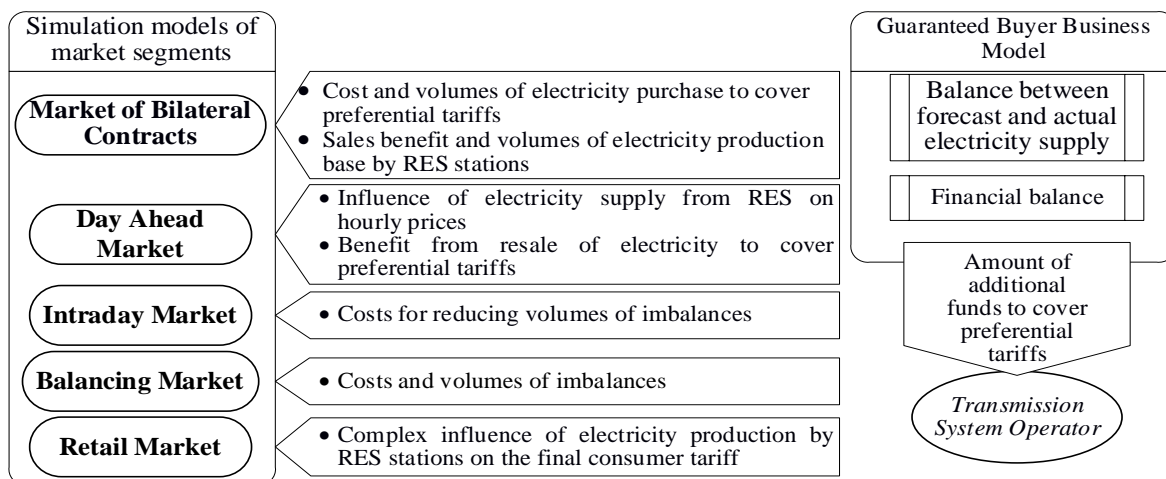 Simulation models of
market segments
Market of Bilateral
Contracts
• Cost and volumes of electricity purchase to cover
preferential tariffs
• Sales benefit and volumes of electricity production
base by RES stations
Day Ahead
Market
• Influence of electricity supply from RES on
hourly prices
• Benefit from resale of electricity to cover
preferential tariffs
Intraday Market
• Costs for reducing volumes of imbalances
Balancing Market
• Costs and volumes of imbalances
Retail Market
• Complex influence of electricity production by
RES stations on the final consumer tariff
Guaranteed Buyer Business
Model
Balance between
forecast and actual
electricity supply
Financial balance
Amount of
additional
funds to cover
preferential
tariffs
Transmission
System Operator